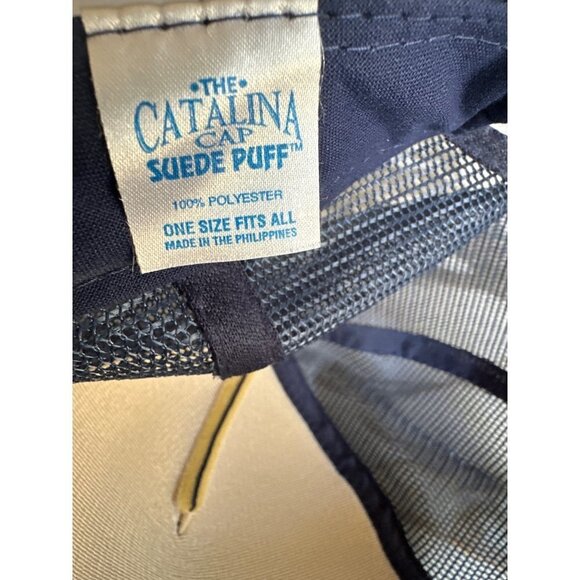 •THE•
CATALINA
CAP
SUEDE PUFF™
100% POLYESTER
ONE SIZE FITS ALL
MADE IN THE PHILIPPINES